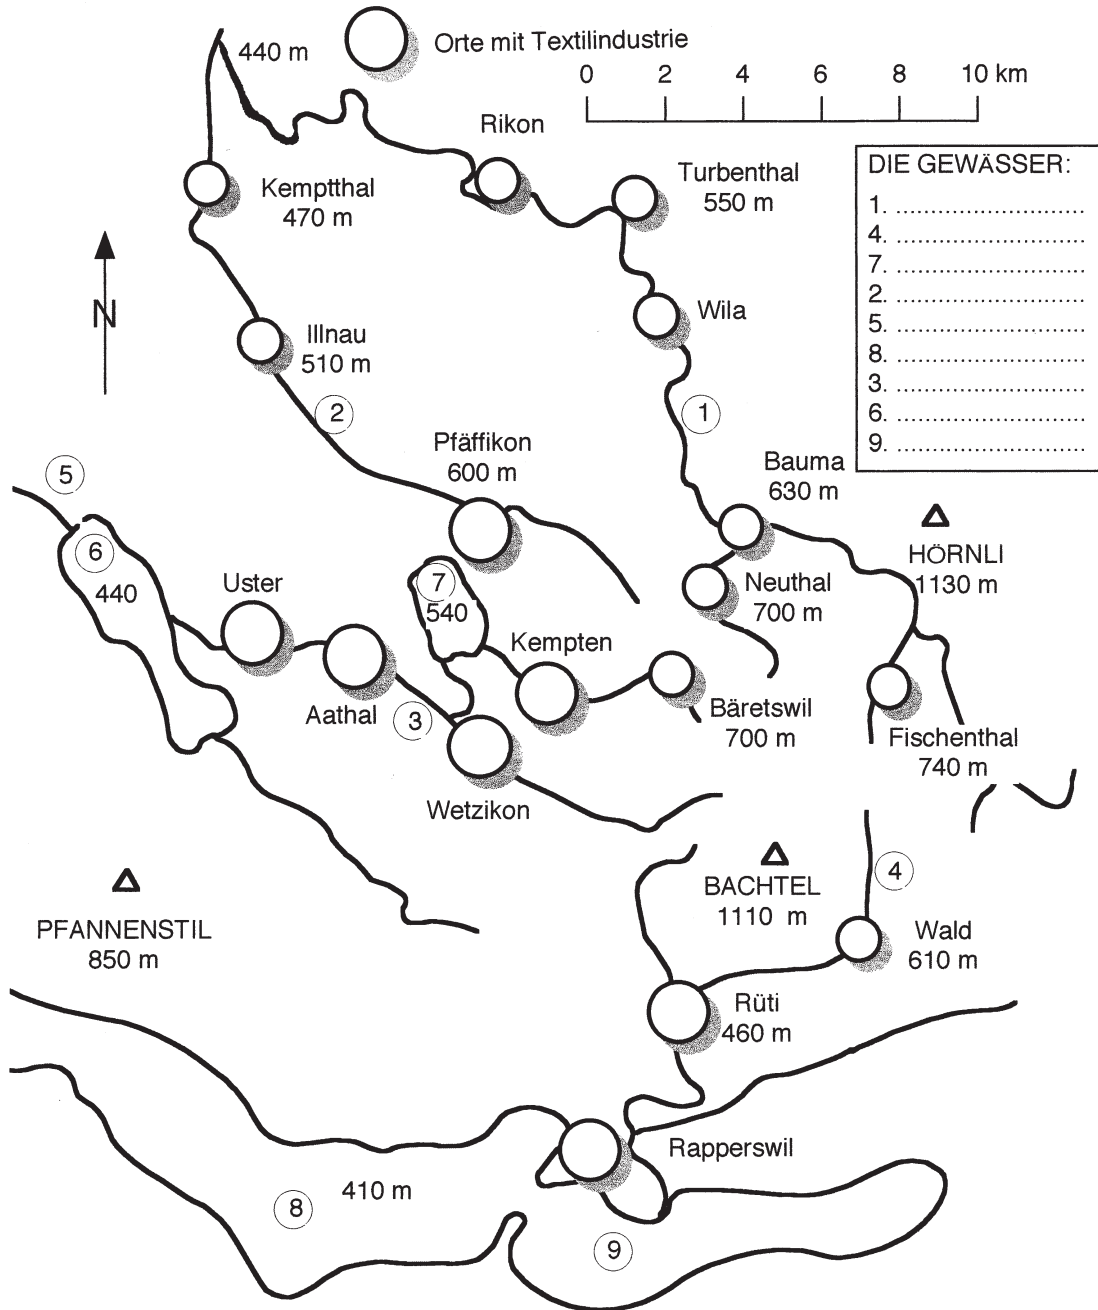 440 m
Orte mit Textilindustrie
0 2 4 6 8 10 km
Rikon
Kemptthal
470 m
Turbenthal
550 m
DIE GEWÄSSER:
1. ........................
4. ........................
7. ........................
2. ........................
5. ........................
8. ........................
3. ........................
6. ........................
9. ........................
N
Wila
Illnau
510 m
2
1
Pfäffikon
600 m
Bauma
630 m
5
HÖRNLI
1130 m
6
440
Uster
7
540
Neuthal
700 m
Kempten
Aathal
3
Bäretswil
700 m
Fischenthal
740 m
Wetzikon
PFANNENSTIL
850 m
BACHTEL
1110 m
4
Wald
610 m
Rüti
460 m
Rapperswil
410 m
8
9